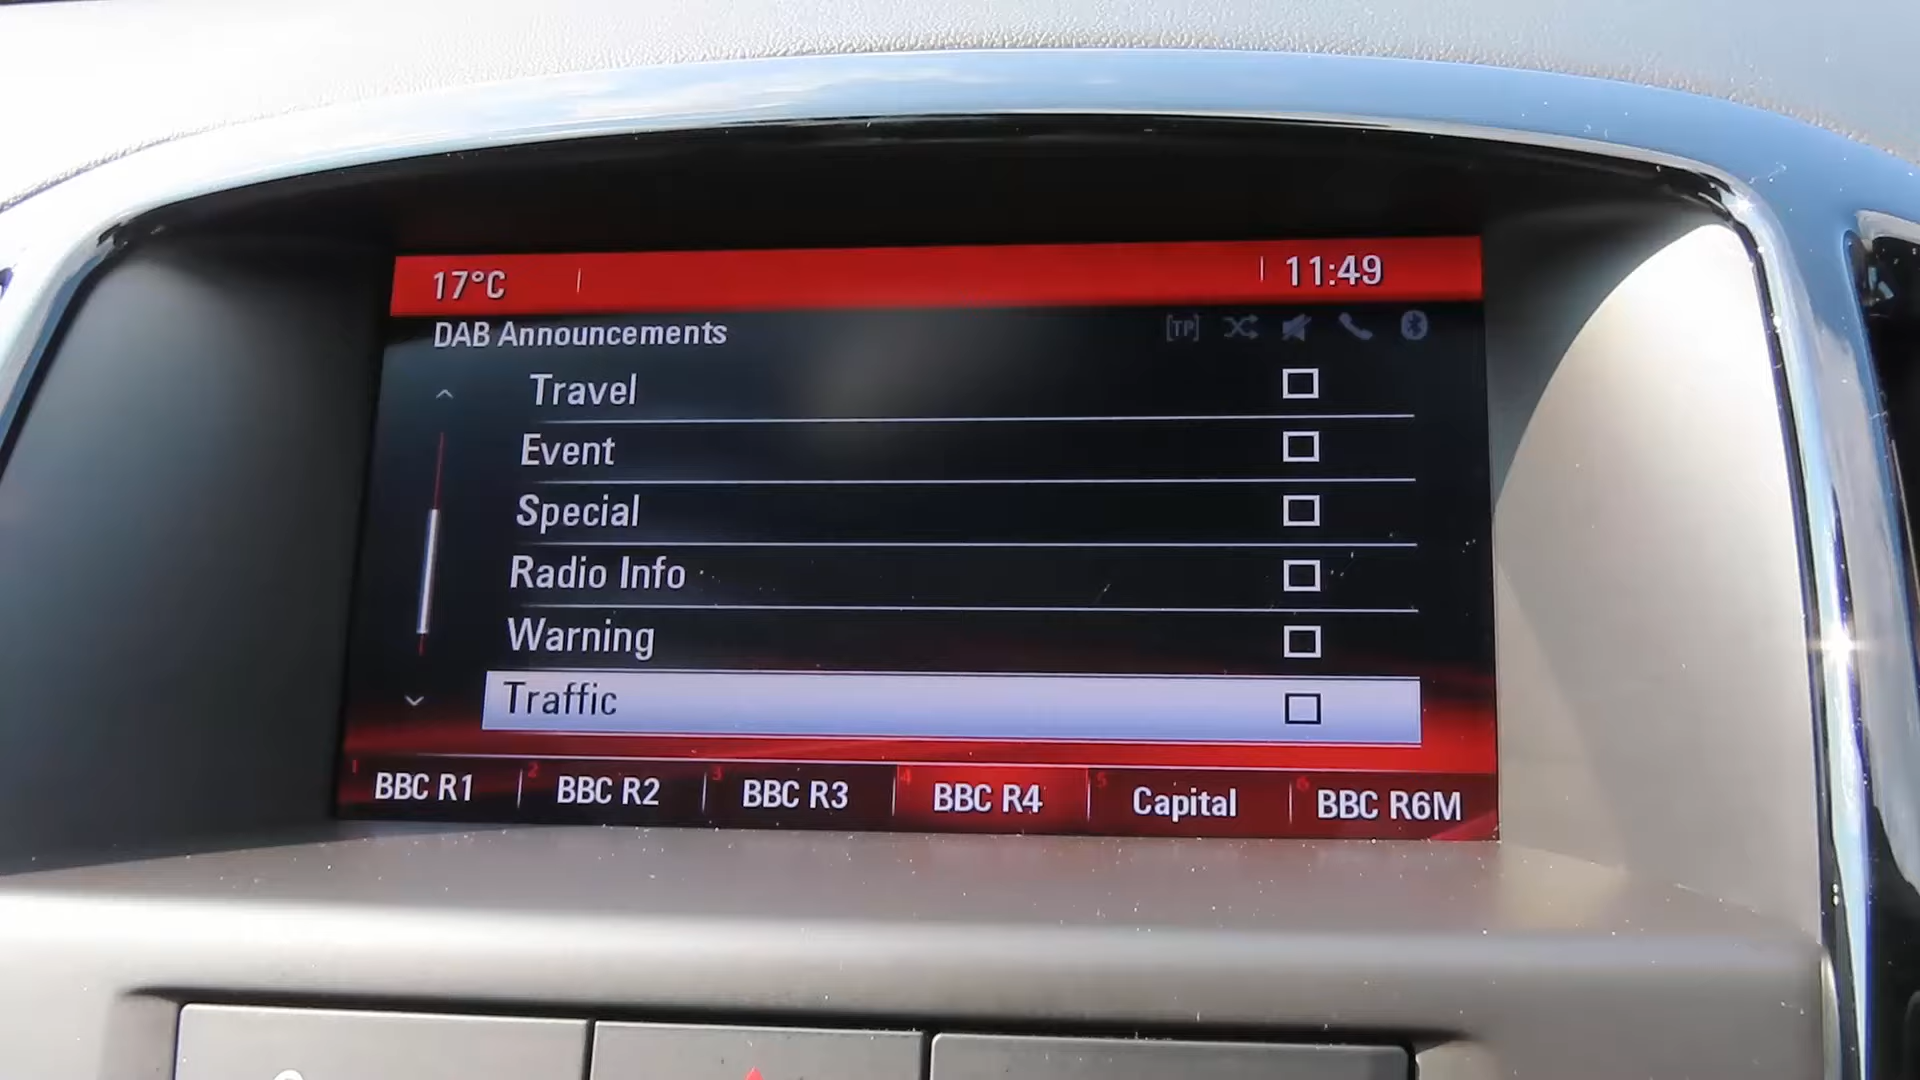 17°C 11:49
DAB Announcements [TP]
Travel
Event
Special
Radio Info
Warning
Traffic
1 BBC R1 2 BBC R2 3 BBC R3 4 BBC R4 5 Capital 6 BBC R6M